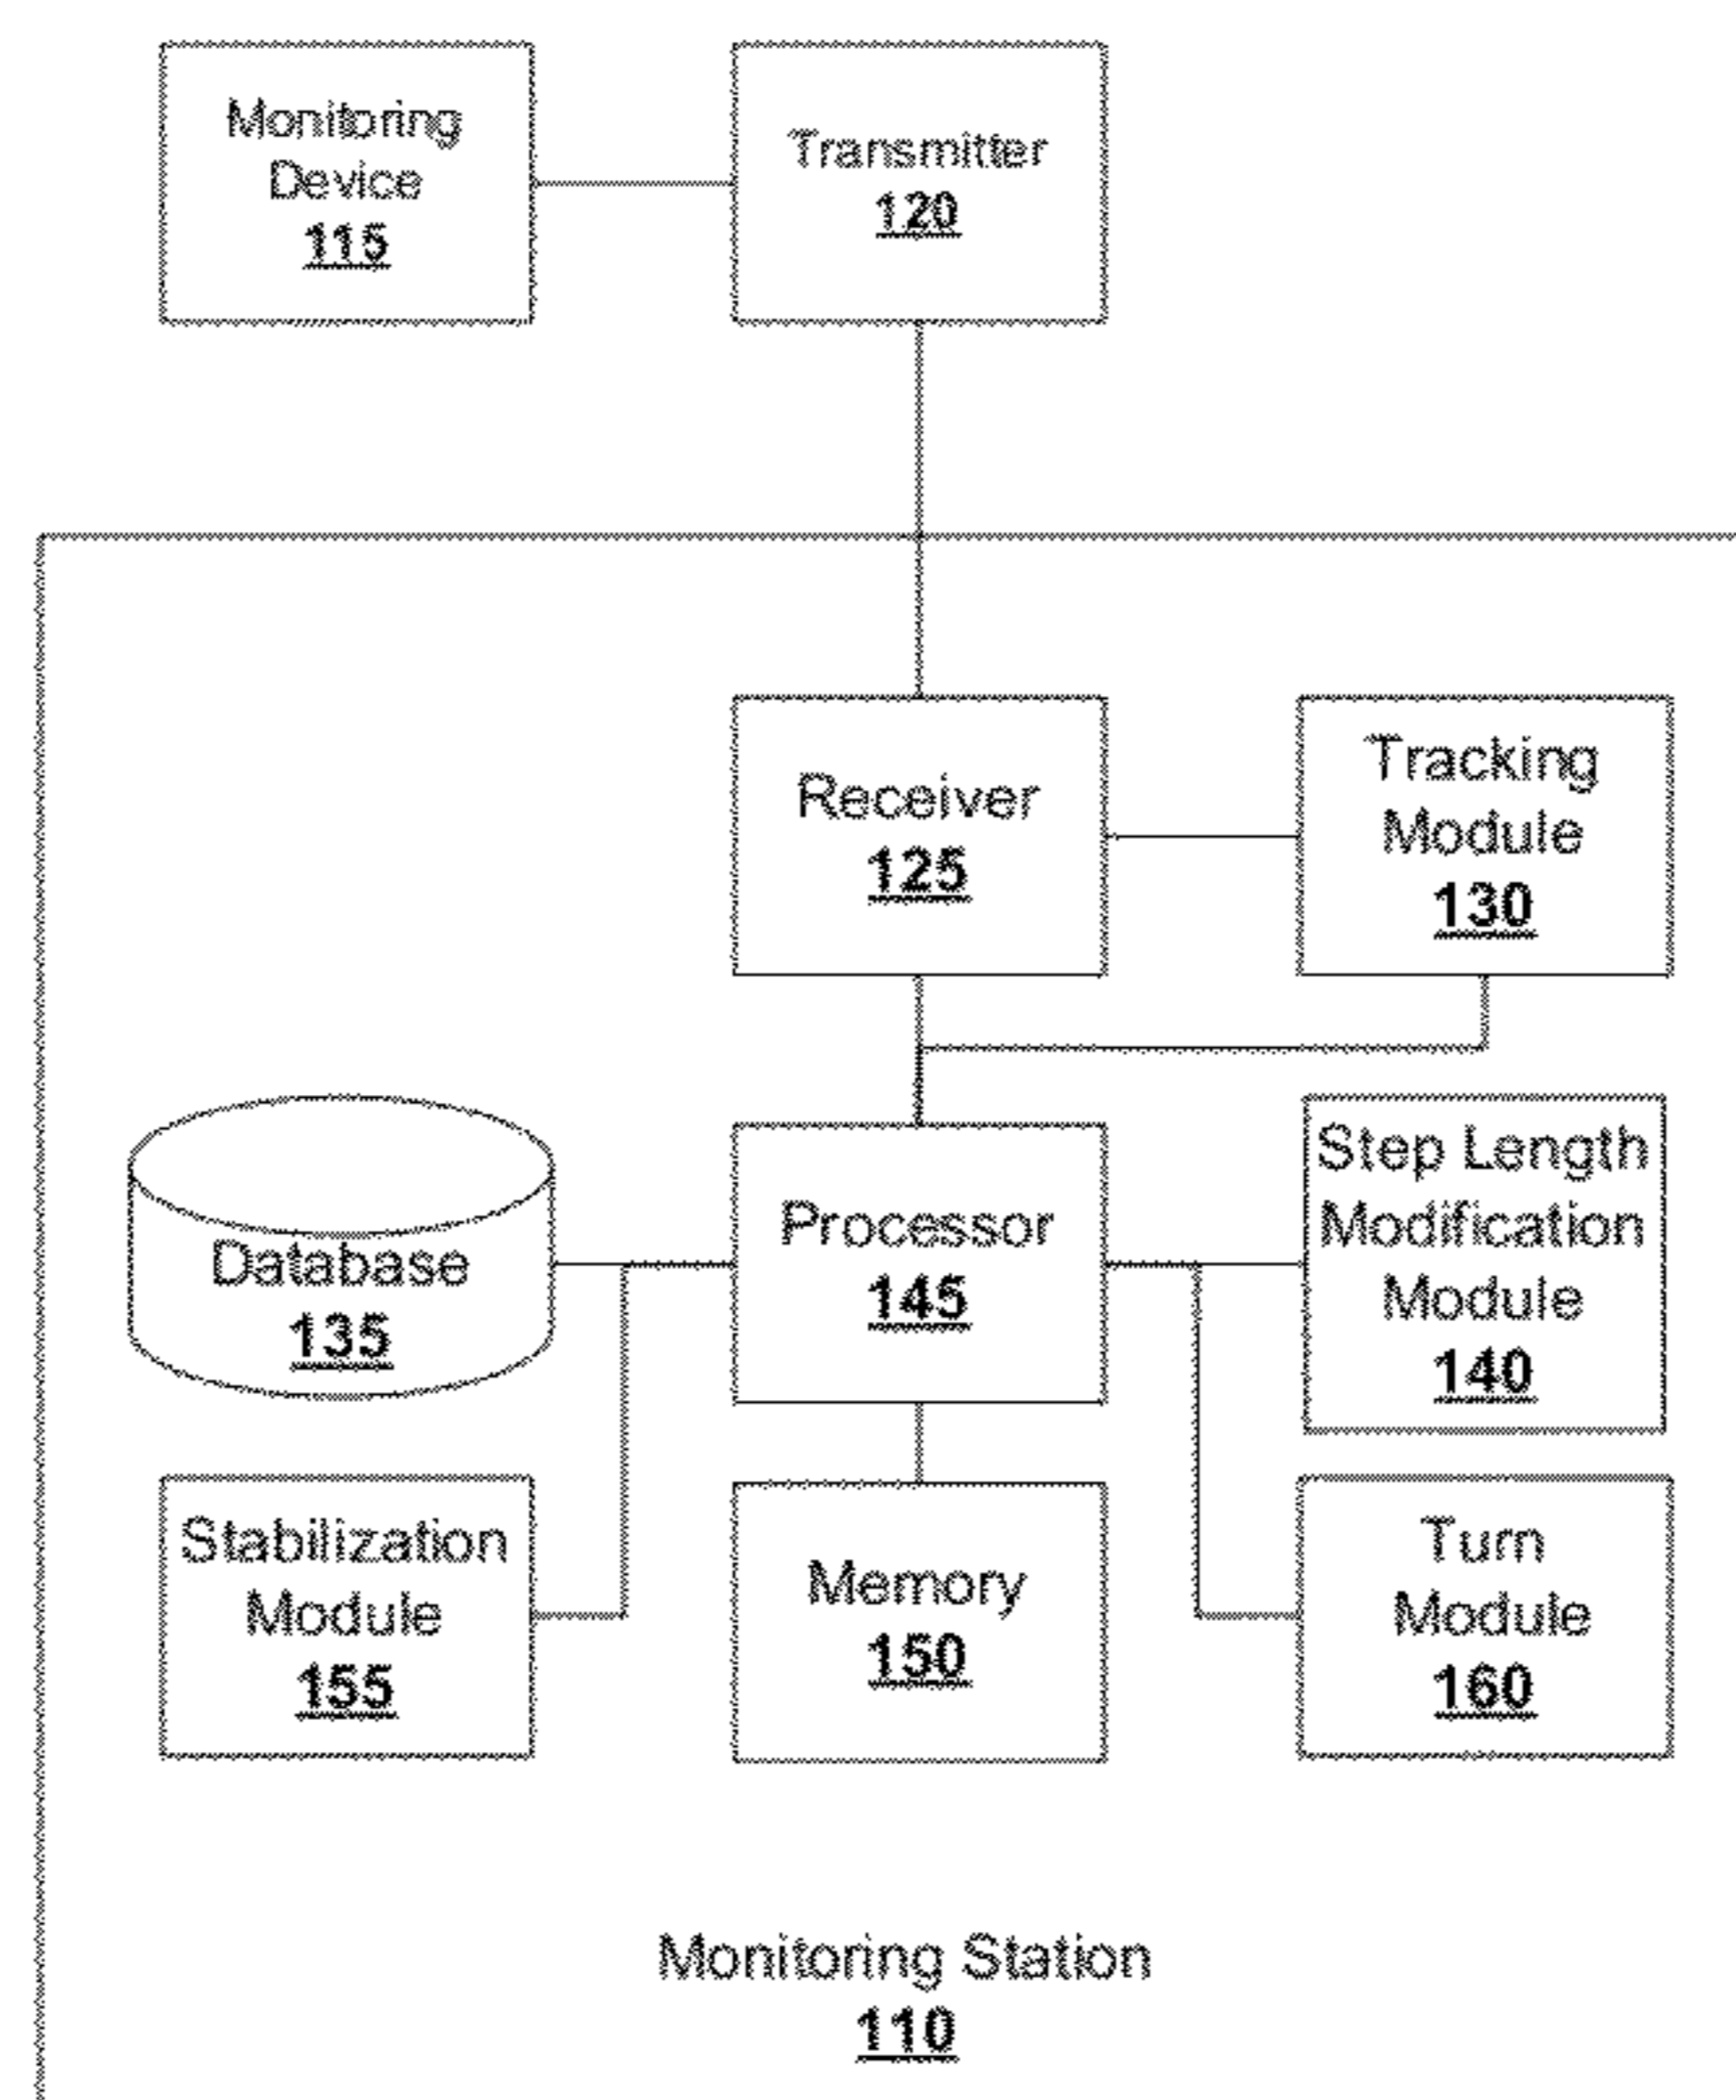 Monitoring
Device
115
Transmitter
120
Receiver
125
Tracking
Module
130
Database
135
Processor
145
Step Length
Modification
Module
140
Stabilization
Module
155
Memory
150
Turn
Module
160
Monitoring Station
110